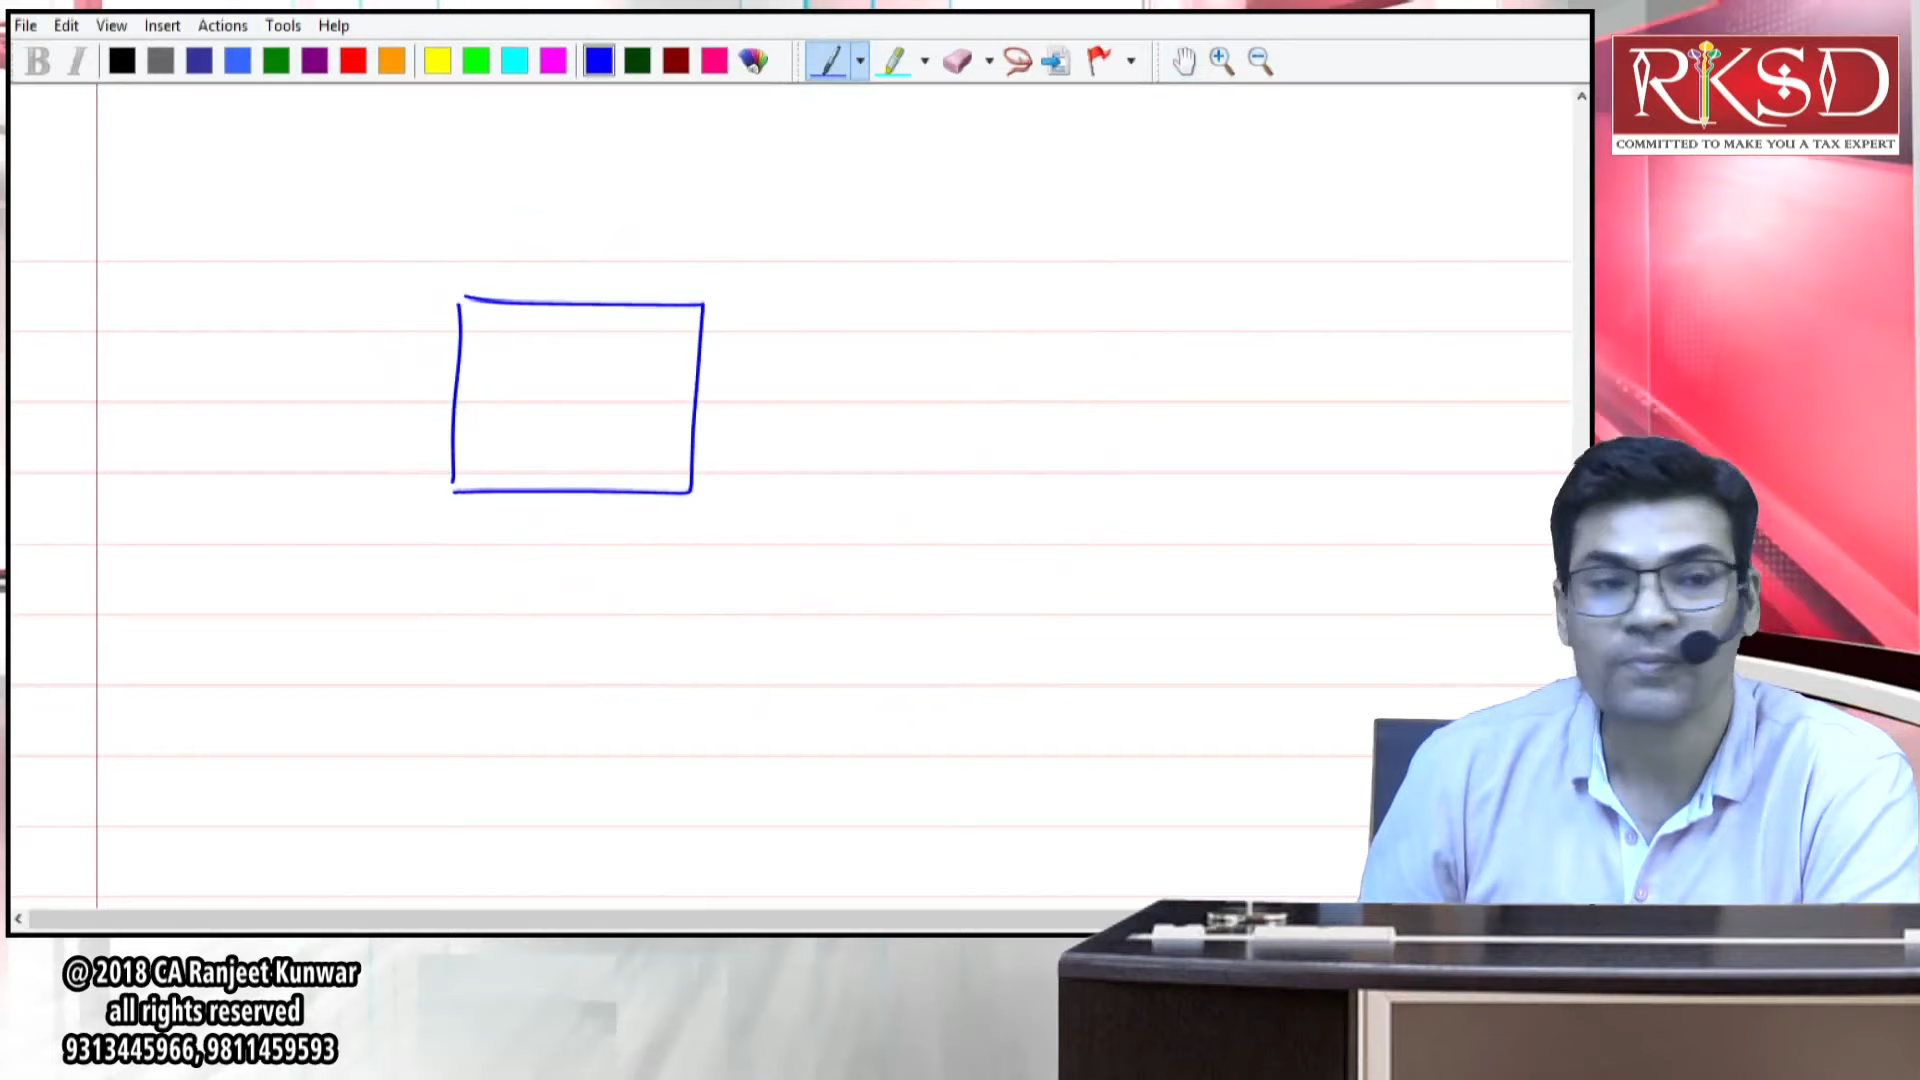 File Edit View Insert Actions Tools Help
B I
RKSD
COMMITTED TO MAKE YOU A TAX EXPERT
@ 2018 CA Ranjeet Kunwar
all rights reserved
9313445966, 9811459593